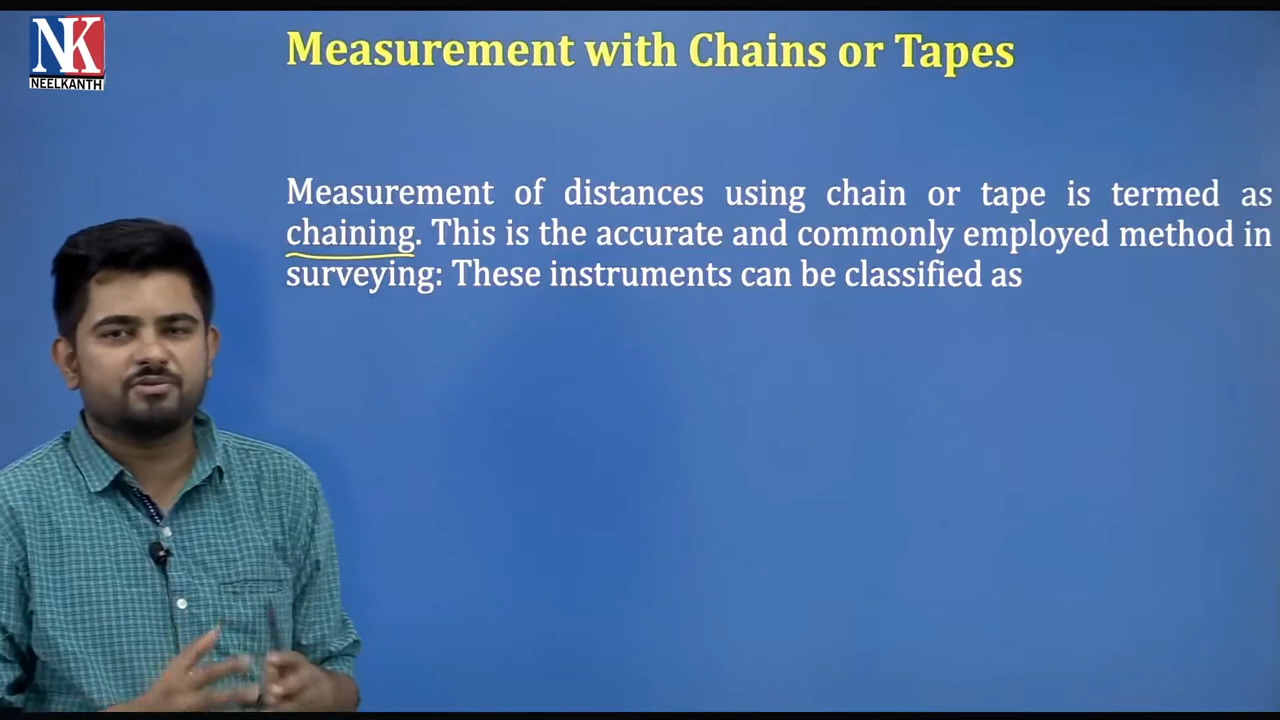 NK
NEELKANTH
Measurement with Chains or Tapes
Measurement of distances using chain or tape is termed as
chaining. This is the accurate and commonly employed method in
surveying: These instruments can be classified as